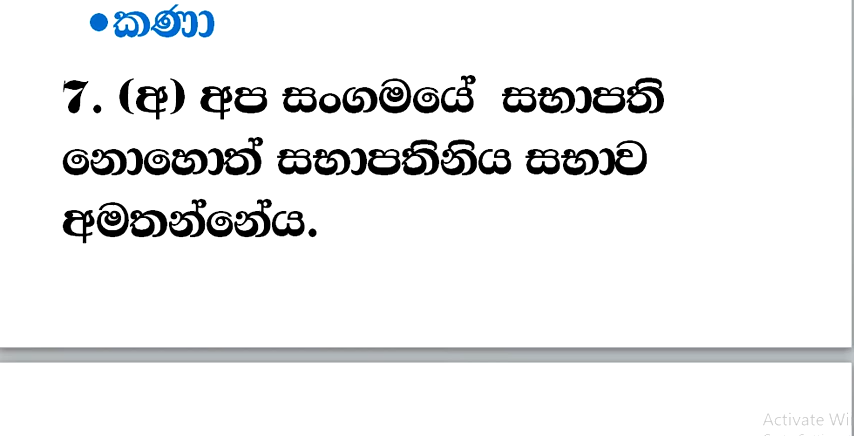 •කණා
7. (අ) අප සංගමයේ සභාපති
නොහොත් සභාපතිනිය සභාව
අමතන්නේය.
Activate Wi